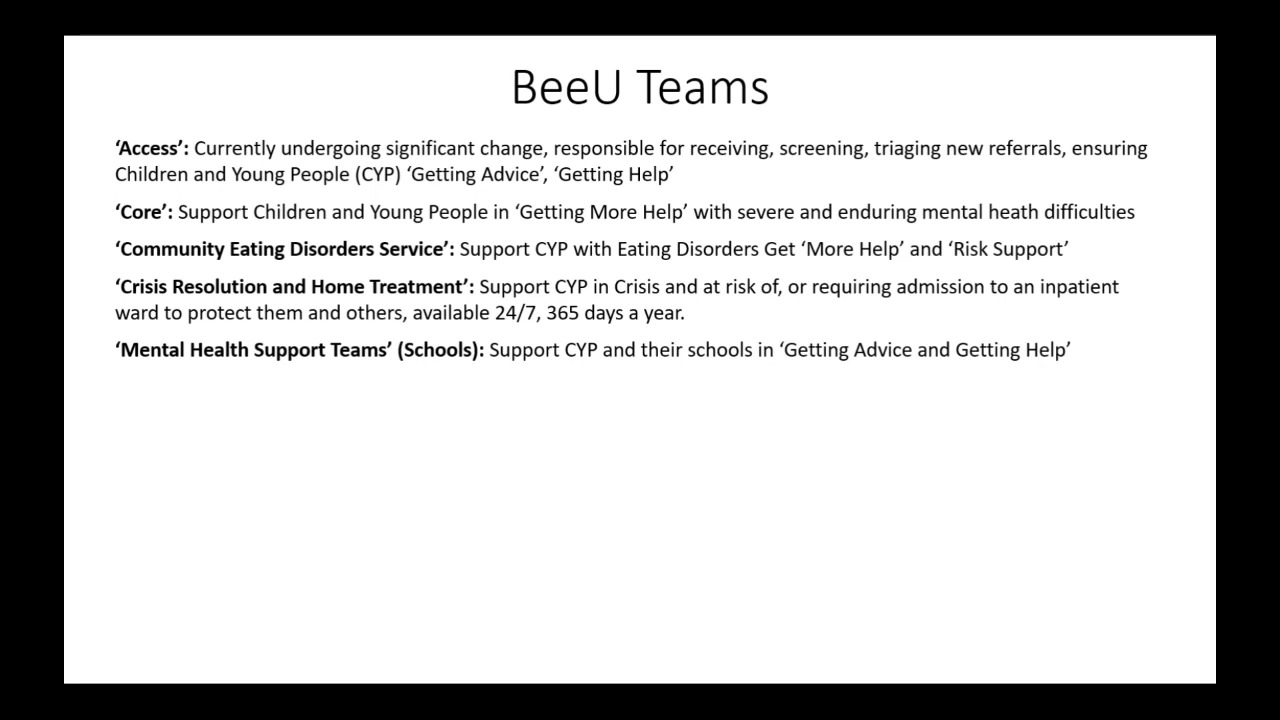 BeeU Teams
‘Access’: Currently undergoing significant change, responsible for receiving, screening, triaging new referrals, ensuring
Children and Young People (CYP) ‘Getting Advice’, ‘Getting Help’
‘Core’: Support Children and Young People in ‘Getting More Help’ with severe and enduring mental heath difficulties
‘Community Eating Disorders Service’: Support CYP with Eating Disorders Get ‘More Help’ and ‘Risk Support’
‘Crisis Resolution and Home Treatment’: Support CYP in Crisis and at risk of, or requiring admission to an inpatient
ward to protect them and others, available 24/7, 365 days a year.
‘Mental Health Support Teams’ (Schools): Support CYP and their schools in ‘Getting Advice and Getting Help’